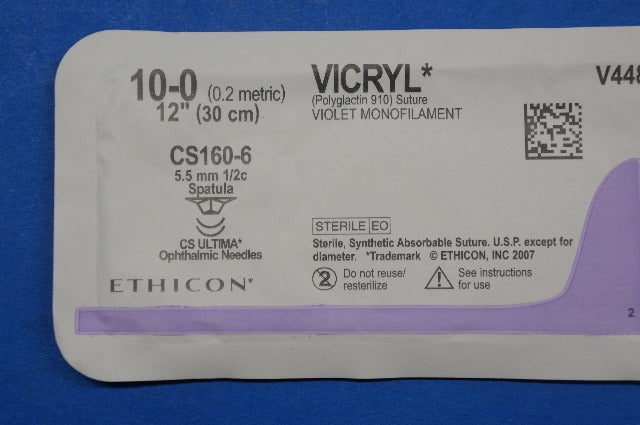 10-0 (0.2 metric)
12" (30 cm)
CS160-6
5.5 mm 1/2c
Spatula
CS ULTIMA*
Ophthalmic Needles
ETHICON*
VICRYL*
(Polyglactin 910) Suture
VIOLET MONOFILAMENT
V448
STERILE EO
Sterile, Synthetic Absorbable Suture. U.S.P. except for
diameter. *Trademark © ETHICON, INC 2007
2 Do not reuse/
resterilize
See instructions
for use
2